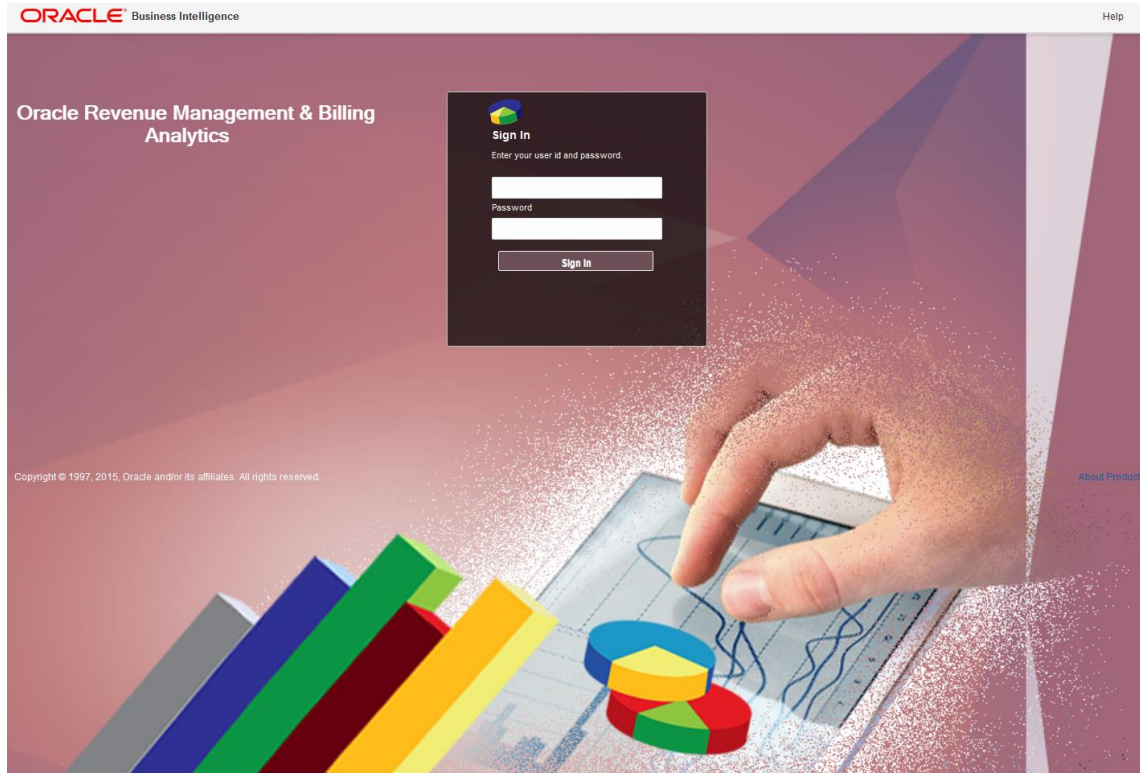 ORACLE Business Intelligence
Help
Oracle Revenue Management & Billing
Analytics
Sign In
Enter your user id and password.
Password
Sign In
Copyright © 1997, 2015, Oracle and/or its affiliates. All rights reserved.
About Product